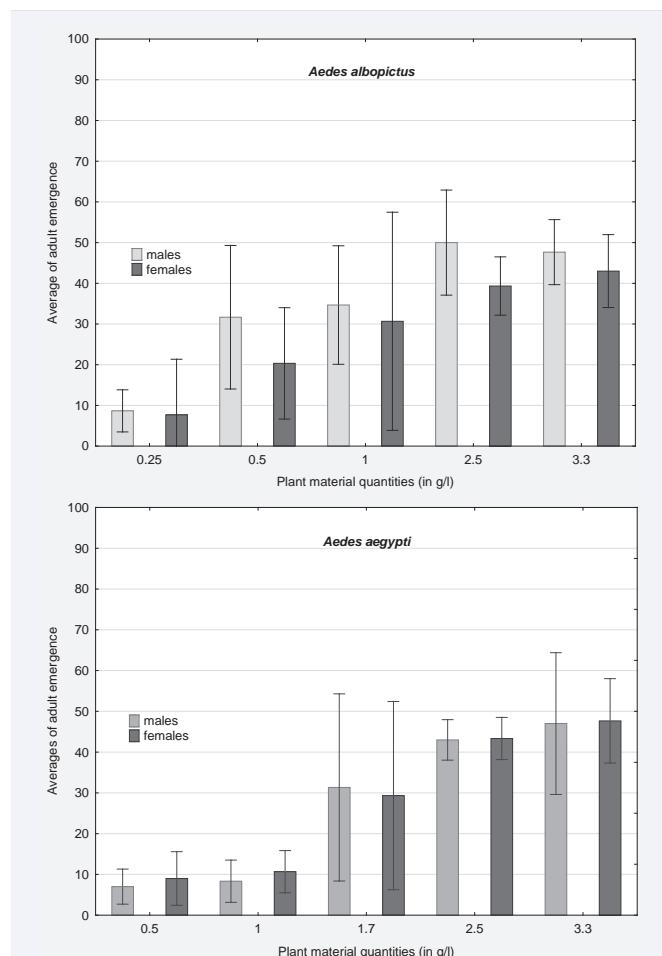 100
Aedes albopictus
90
80
70
60
50
40
30
20
10
0
Average of adult emergence
males
females
0.25 0.5 1 2.5 3.3
Plant material quantities (in g/l)
100
Aedes aegypti
90
80
70
60
50
40
30
20
10
0
Averages of adult emergence
males
females
0.5 1 1.7 2.5 3.3
Plant material quantities (in g/l)